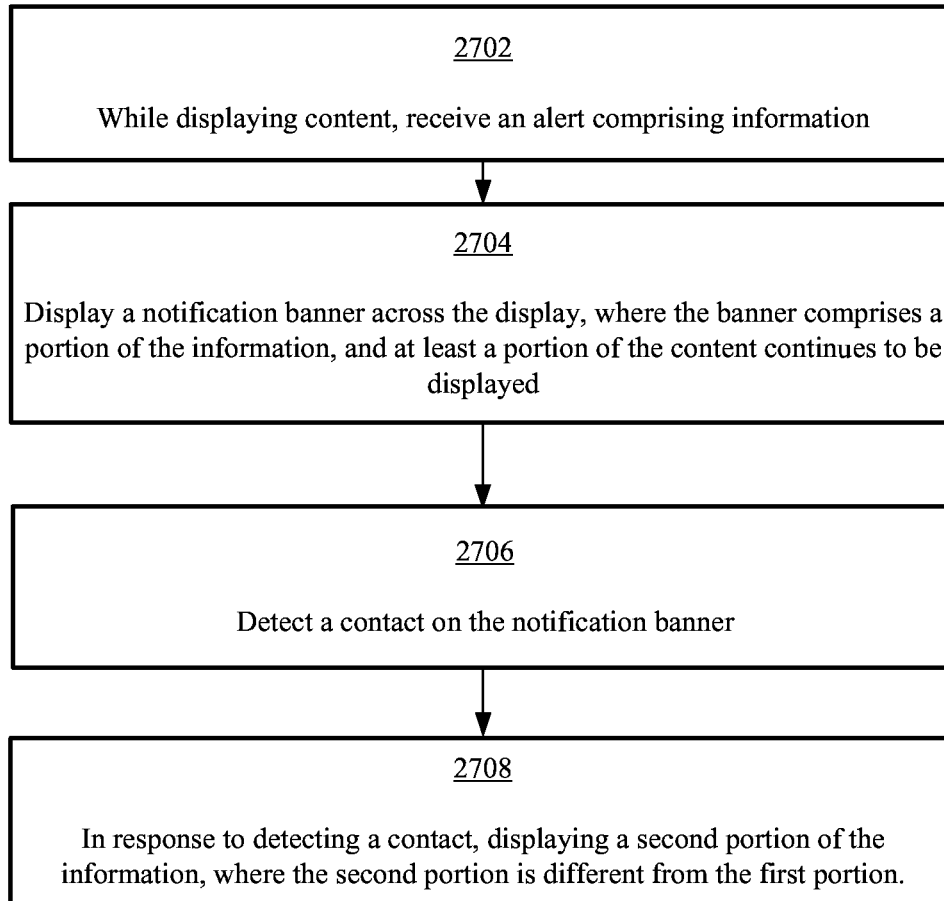 2702
While displaying content, receive an alert comprising information
2704
Display a notification banner across the display, where the banner comprises a
portion of the information, and at least a portion of the content continues to be
displayed
2706
Detect a contact on the notification banner
2708
In response to detecting a contact, displaying a second portion of the
information, where the second portion is different from the first portion.